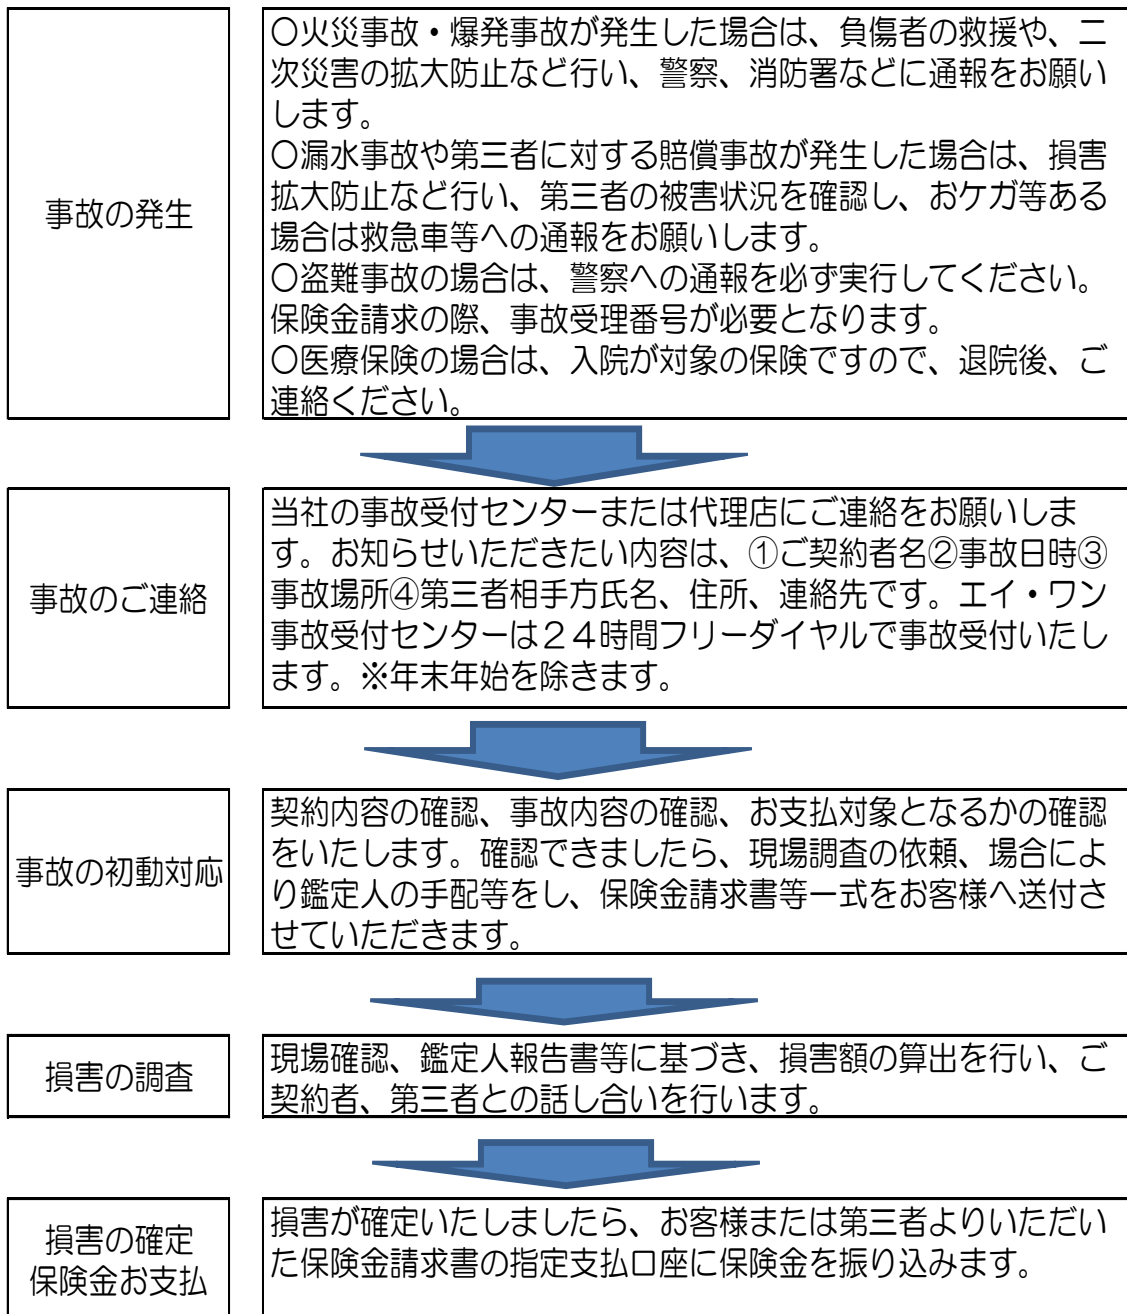 事故の発生
〇火災事故・爆発事故が発生した場合は、負傷者の救援や、二
次災害の拡大防止など行い、警察、消防署などに通報をお願い
します。
〇漏水事故や第三者に対する賠償事故が発生した場合は、損害
拡大防止など行い、第三者の被害状況を確認し、おケガ等ある
場合は救急車等への通報をお願いします。
〇盗難事故の場合は、警察への通報を必ず実行してください。
保険金請求の際、事故受理番号が必要となります。
〇医療保険の場合は、入院が対象の保険ですので、退院後、ご
連絡ください。
事故のご連絡
当社の事故受付センターまたは代理店にご連絡をお願いしま
す。お知らせいただきたい内容は、①ご契約者名②事故日時③
事故場所④第三者相手方氏名、住所、連絡先です。エイ・ワン
事故受付センターは２４時間フリーダイヤルで事故受付いたし
ます。※年末年始を除きます。
事故の初動対応
契約内容の確認、事故内容の確認、お支払対象となるかの確認
をいたします。確認できましたら、現場調査の依頼、場合によ
り鑑定人の手配等をし、保険金請求書等一式をお客様へ送付さ
せていただきます。
損害の調査
現場確認、鑑定人報告書等に基づき、損害額の算出を行い、ご
契約者、第三者との話し合いを行います。
損害の確定
保険金お支払
損害が確定いたしましたら、お客様または第三者よりいただい
た保険金請求書の指定支払口座に保険金を振り込みます。